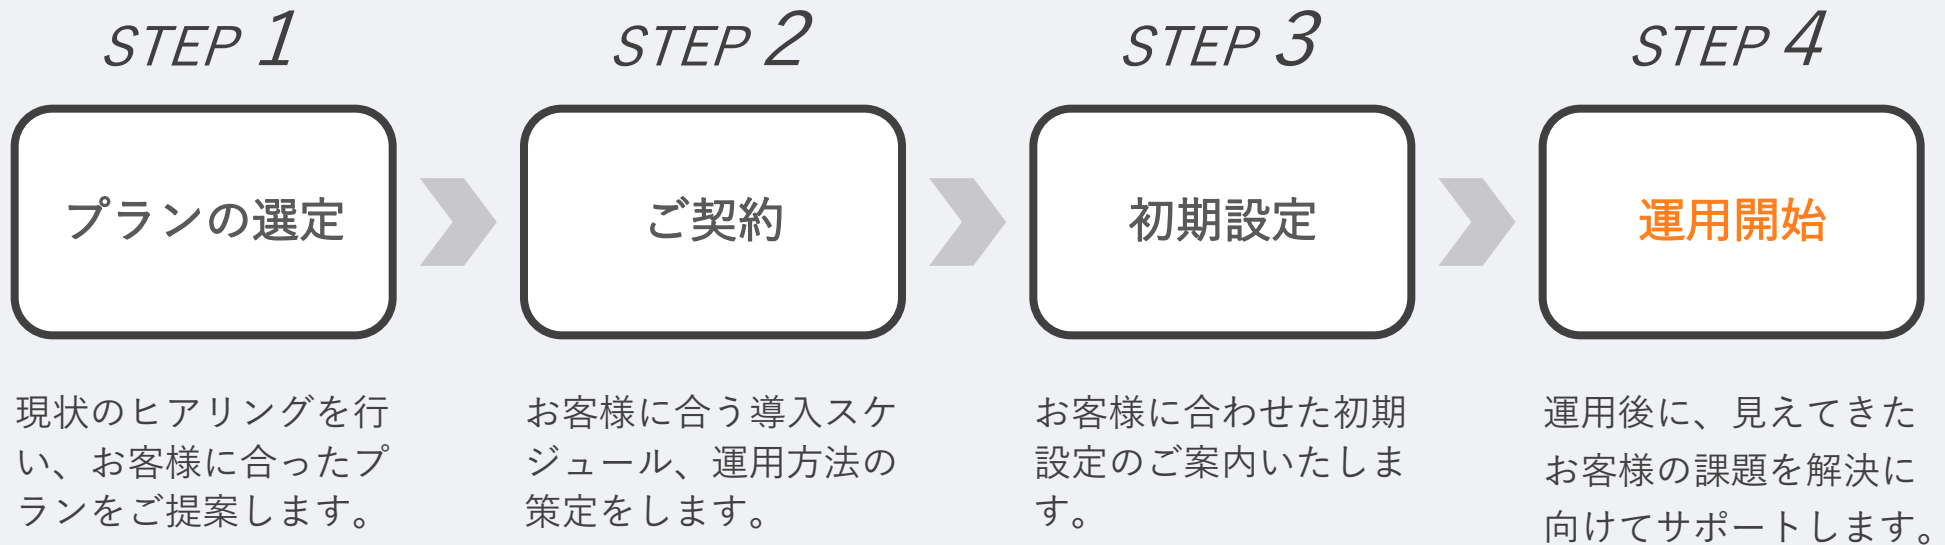 STEP 1
プランの選定
現状のヒアリングを行
い、お客様に合ったプ
ランをご提案します。
STEP 2
ご契約
お客様に合う導入スケ
ジュール、運用方法の
策定をします。
STEP 3
初期設定
お客様に合わせた初期
設定のご案内いたしま
す。
STEP 4
運用開始
運用後に、見えてきた
お客様の課題を解決に
向けてサポートします。